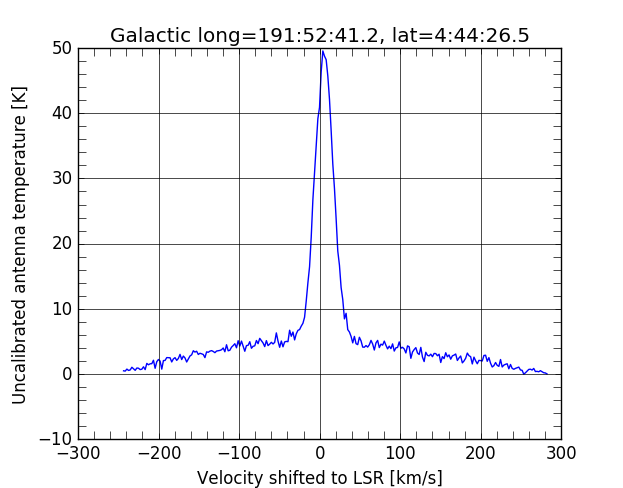 Galactic long=191:52:41.2, lat=4:44:26.5
Uncalibrated antenna temperature [K]
50
40
30
20
10
0
−10
−300 −200 −100 0 100 200 300
Velocity shifted to LSR [km/s]